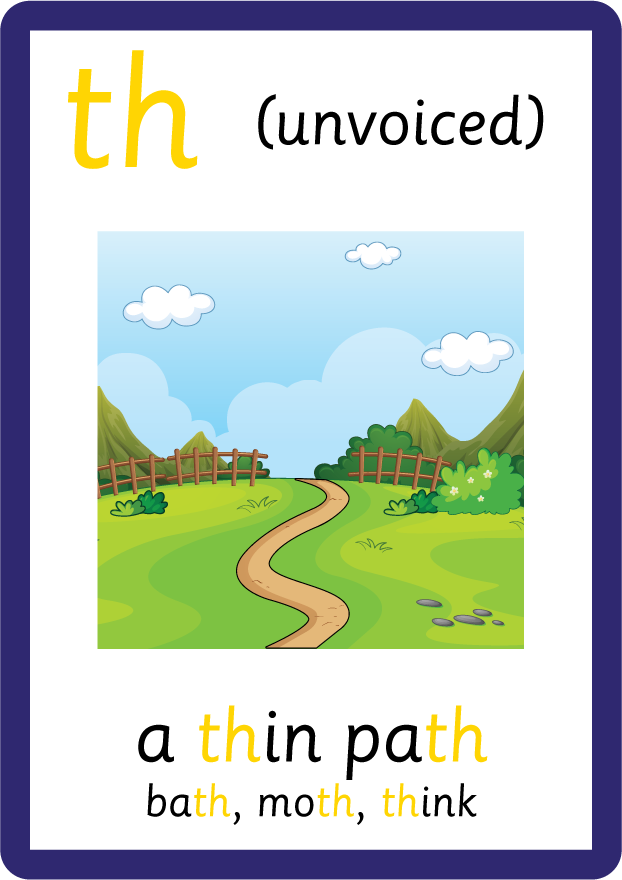 th (unvoiced)
a thin path
bath, moth, think